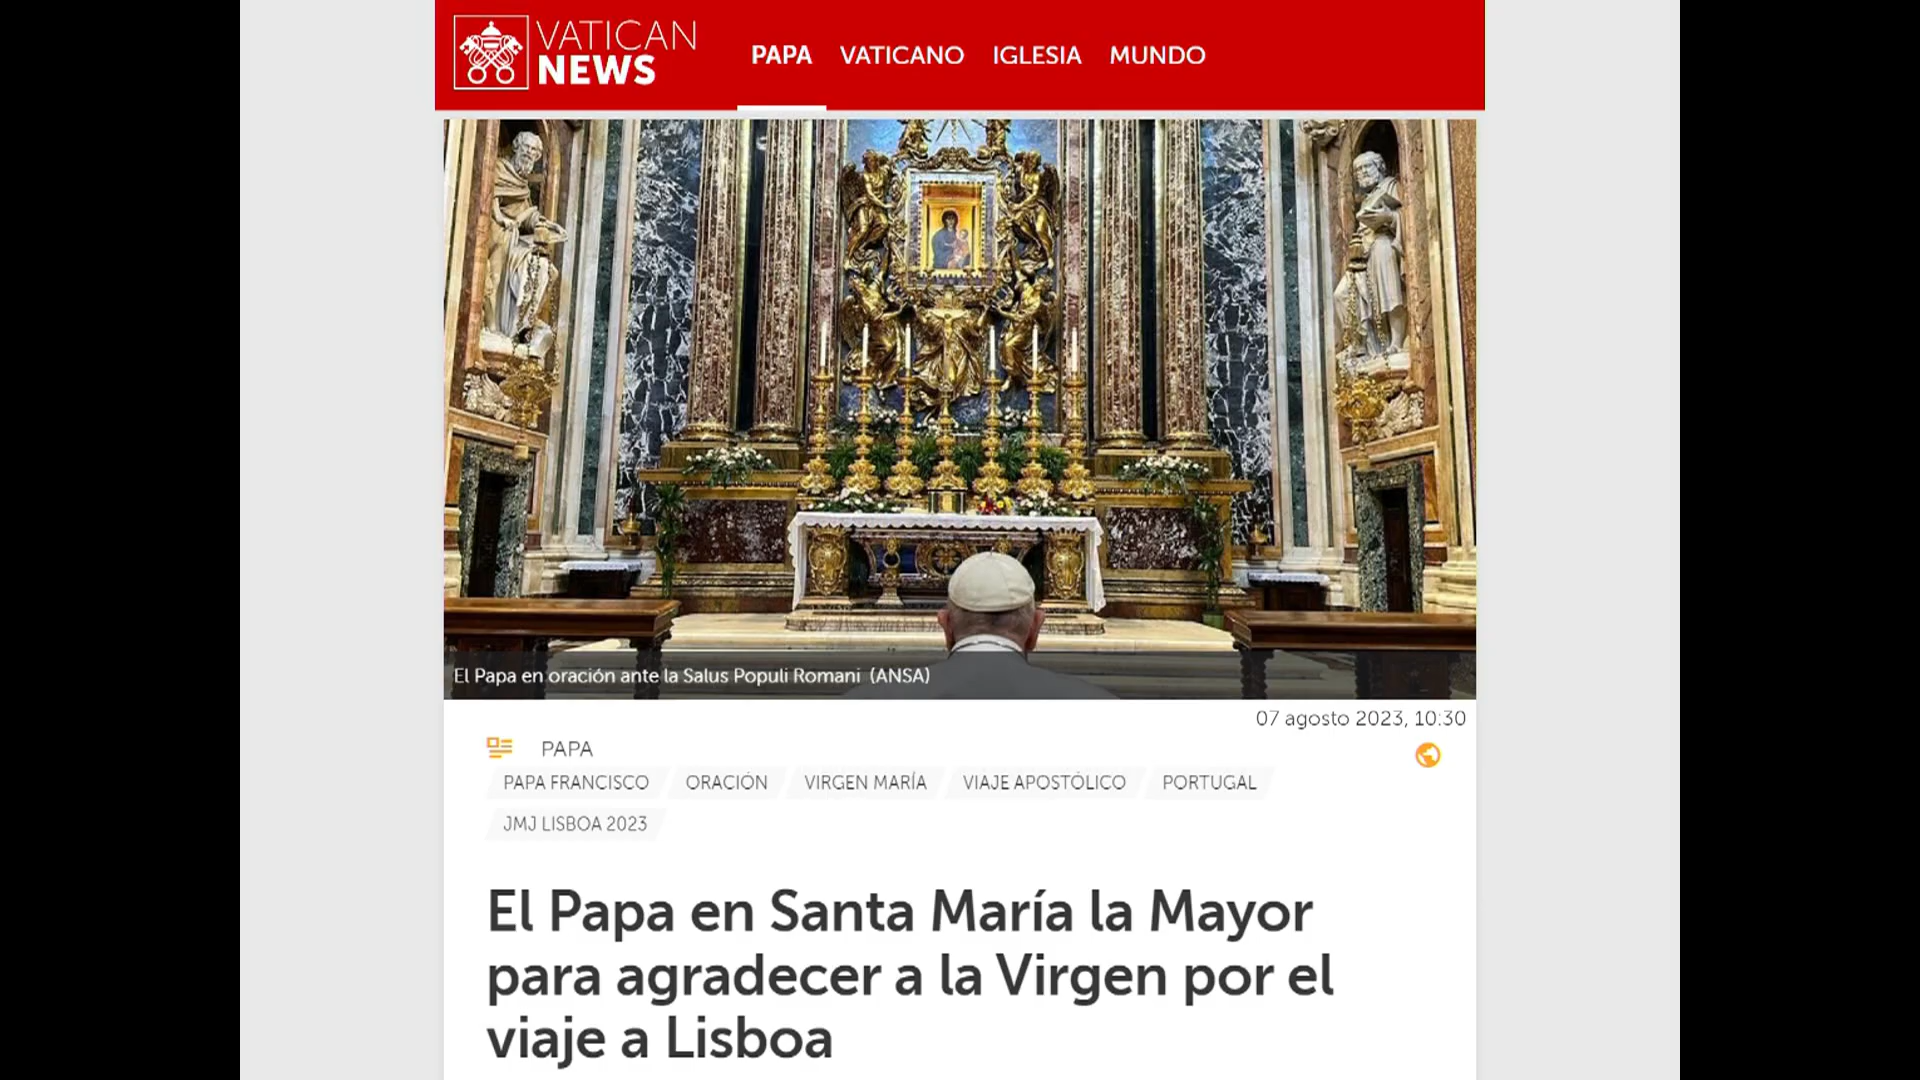 VATICAN
NEWS
PAPA VATICANO IGLESIA MUNDO
El Papa en oración ante la Salus Populi Romani (ANSA)
07 agosto 2023, 10:30
PAPA
PAPA FRANCISCO ORACIÓN VIRGEN MARÍA VIAJE APOSTÓLICO PORTUGAL
JMJ LISBOA 2023
El Papa en Santa María la Mayor
para agradecer a la Virgen por el
viaje a Lisboa